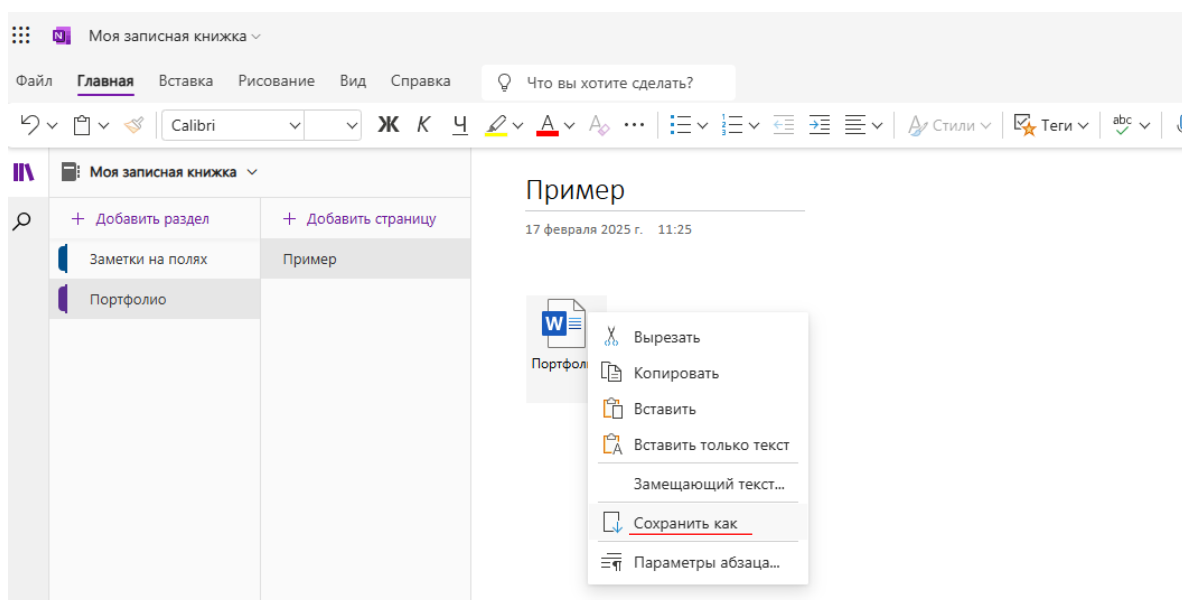 Моя записная книжка
Файл Главная Вставка Рисование Вид Справка Что вы хотите сделать?
Calibri Ж К Ч А Стили Теги abc
Моя записная книжка
+ Добавить раздел + Добавить страницу
Заметки на полях Пример
Портфолио
Пример
17 февраля 2025 г. 11:25
W
Портфол
Вырезать
Копировать
Вставить
Вставить только текст
Замещающий текст...
Сохранить как
Параметры абзаца...